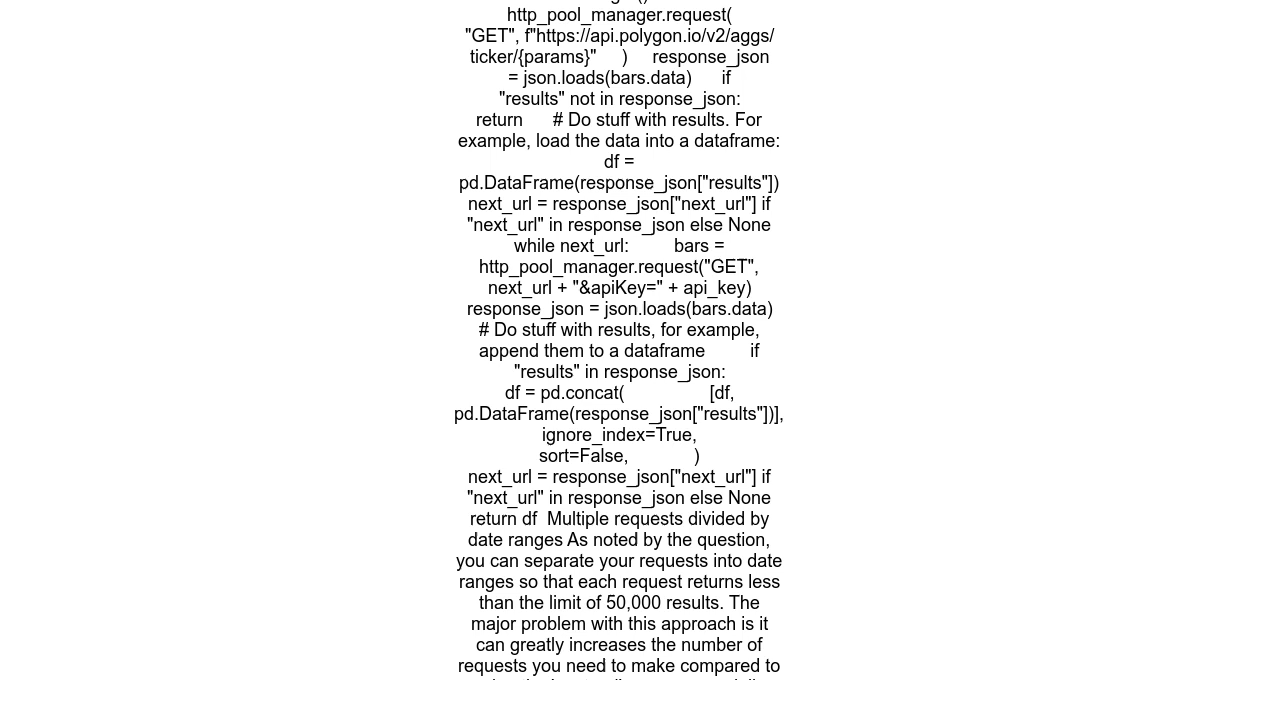 http_pool_manager.request(
"GET", f"https://api.polygon.io/v2/aggs/
ticker/{params}" ) response_json
= json.loads(bars.data) if
"results" not in response_json:
return # Do stuff with results. For
example, load the data into a dataframe:
df =
pd.DataFrame(response_json["results"])
next_url = response_json["next_url"] if
"next_url" in response_json else None
while next_url: bars =
http_pool_manager.request("GET",
next_url + "&apiKey=" + api_key)
response_json = json.loads(bars.data)
# Do stuff with results, for example,
append them to a dataframe if
"results" in response_json:
df = pd.concat( [df,
pd.DataFrame(response_json["results"])],
ignore_index=True,
sort=False, )
next_url = response_json["next_url"] if
"next_url" in response_json else None
return df Multiple requests divided by
date ranges As noted by the question,
you can separate your requests into date
ranges so that each request returns less
than the limit of 50,000 results. The
major problem with this approach is it
can greatly increases the number of
requests you need to make compared to